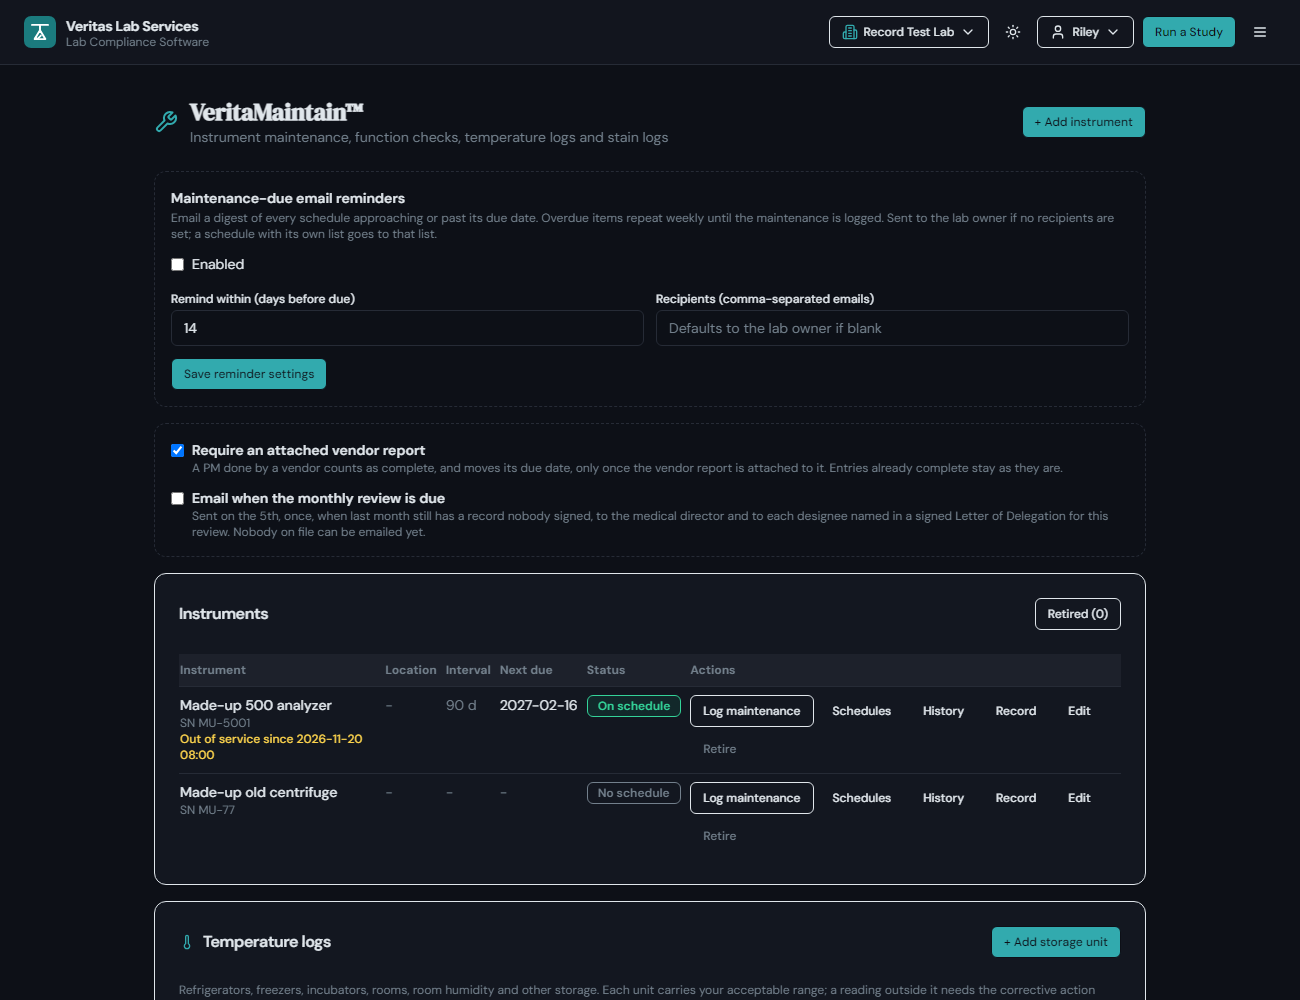 Veritas Lab Services
Lab Compliance Software
Record Test Lab
Riley
Run a Study
VeritaMaintain™
Instrument maintenance, function checks, temperature logs and stain logs
+ Add instrument
Maintenance-due email reminders
Email a digest of every schedule approaching or past its due date. Overdue items repeat weekly until the maintenance is logged. Sent to the lab owner if no recipients are
set; a schedule with its own list goes to that list.
Enabled
Remind within (days before due)
Recipients (comma-separated emails)
14
Defaults to the lab owner if blank
Save reminder settings
Require an attached vendor report
A PM done by a vendor counts as complete, and moves its due date, only once the vendor report is attached to it. Entries already complete stay as they are.
Email when the monthly review is due
Sent on the 5th, once, when last month still has a record nobody signed, to the medical director and to each designee named in a signed Letter of Delegation for this
review. Nobody on file can be emailed yet.
Instruments
Retired (0)
Instrument Location Interval Next due Status Actions
Made-up 500 analyzer - 90 d 2027-02-16 On schedule Log maintenance Schedules History Record Edit
SN MU-5001
Out of service since 2026-11-20
08:00
Retire
Made-up old centrifuge - - - No schedule Log maintenance Schedules History Record Edit
SN MU-77
Retire
Temperature logs
+ Add storage unit
Refrigerators, freezers, incubators, rooms, room humidity and other storage. Each unit carries your acceptable range; a reading outside it needs the corrective action